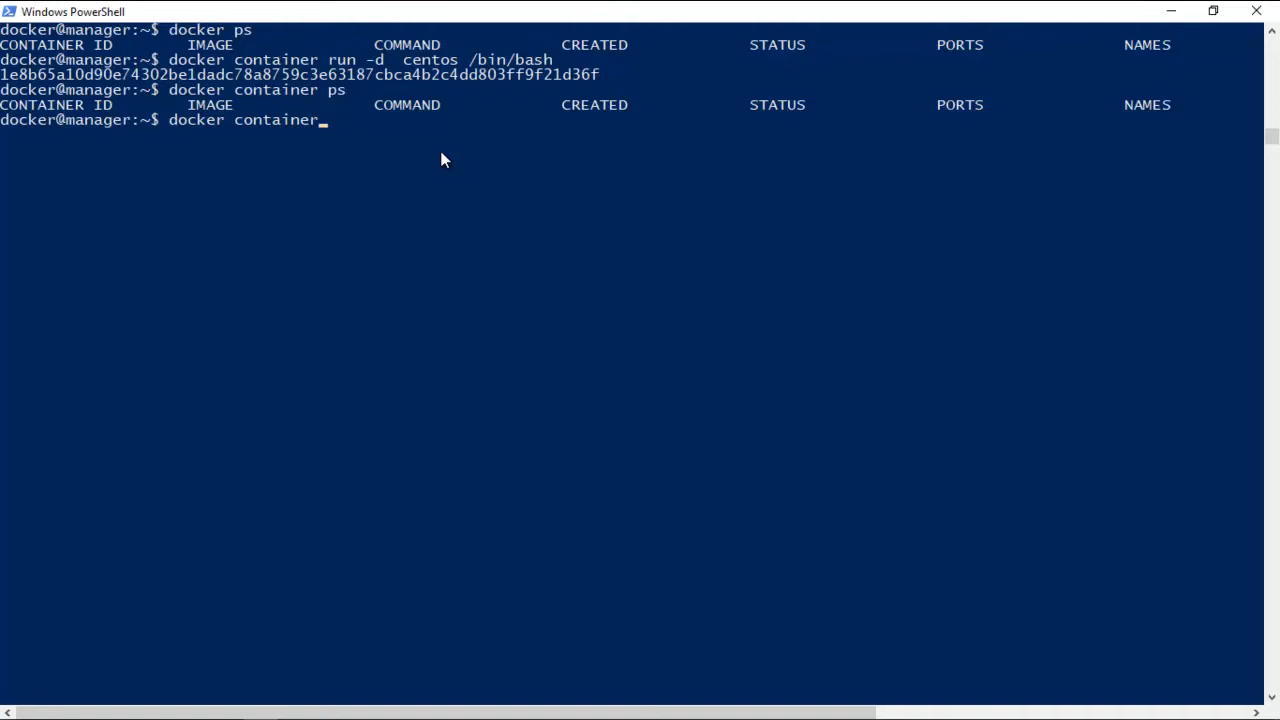 Windows PowerShell
docker@manager:~$ docker ps
CONTAINER ID IMAGE COMMAND CREATED STATUS PORTS NAMES
docker@manager:~$ docker container run -d  centos /bin/bash
1e8b65a10d90e74302be1dadc78a8759c3e63187cbca4b2c4dd803ff9f21d36f
docker@manager:~$ docker container ps
CONTAINER ID IMAGE COMMAND CREATED STATUS PORTS NAMES
docker@manager:~$ docker container_